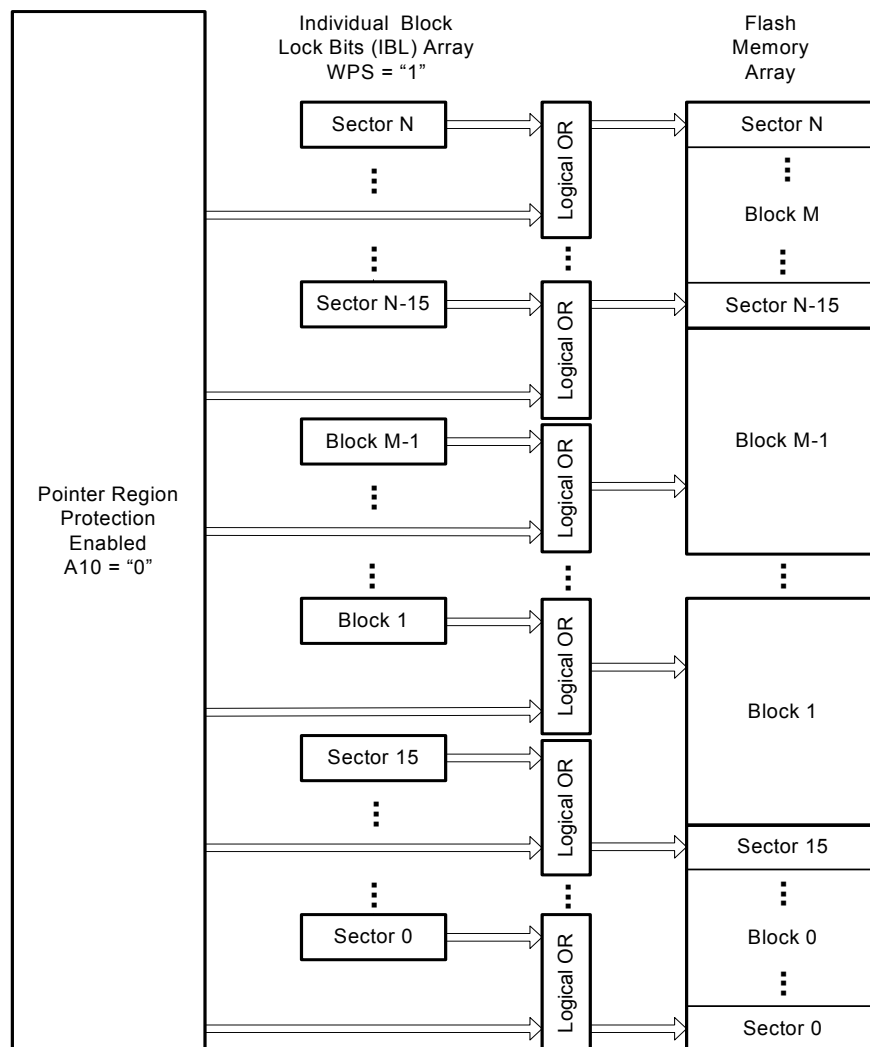 Individual Block
Lock Bits (IBL) Array
WPS = “1”
Flash
Memory
Array
Sector N
Logical OR
Sector N
Block M
Sector N-15
Logical OR
Sector N-15
Block M-1
Logical OR
Block M-1
Pointer Region
Protection
Enabled
A10 = “0”
Block 1
Logical OR
Block 1
Sector 15
Logical OR
Sector 15
Sector 0
Logical OR
Block 0
Sector 0